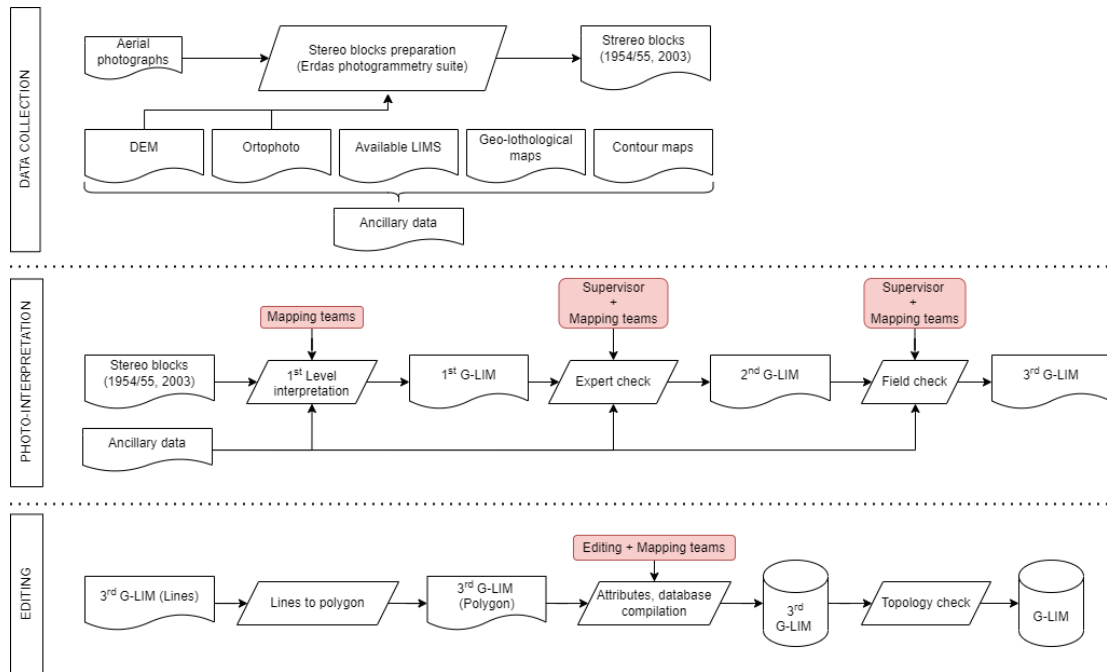 DATA COLLECTION
Aerial
photographs
Stereo blocks preparation
(Erdas photogrammetry suite)
Strereo blocks
(1954/55, 2003)
DEM
Ortophoto
Available LIMS
Geo-lothological
maps
Contour maps
Ancillary data
PHOTO-INTERPRETATION
Mapping teams
Supervisor
+
Mapping teams
Supervisor
+
Mapping teams
Stereo blocks
(1954/55, 2003)
1st Level
interpretation
1st G-LIM
Expert check
2nd G-LIM
Field check
3rd G-LIM
Ancillary data
EDITING
Editing + Mapping teams
3rd G-LIM (Lines)
Lines to polygon
3rd G-LIM
(Polygon)
Attributes, database
compilation
3rd
G-LIM
Topology check
G-LIM